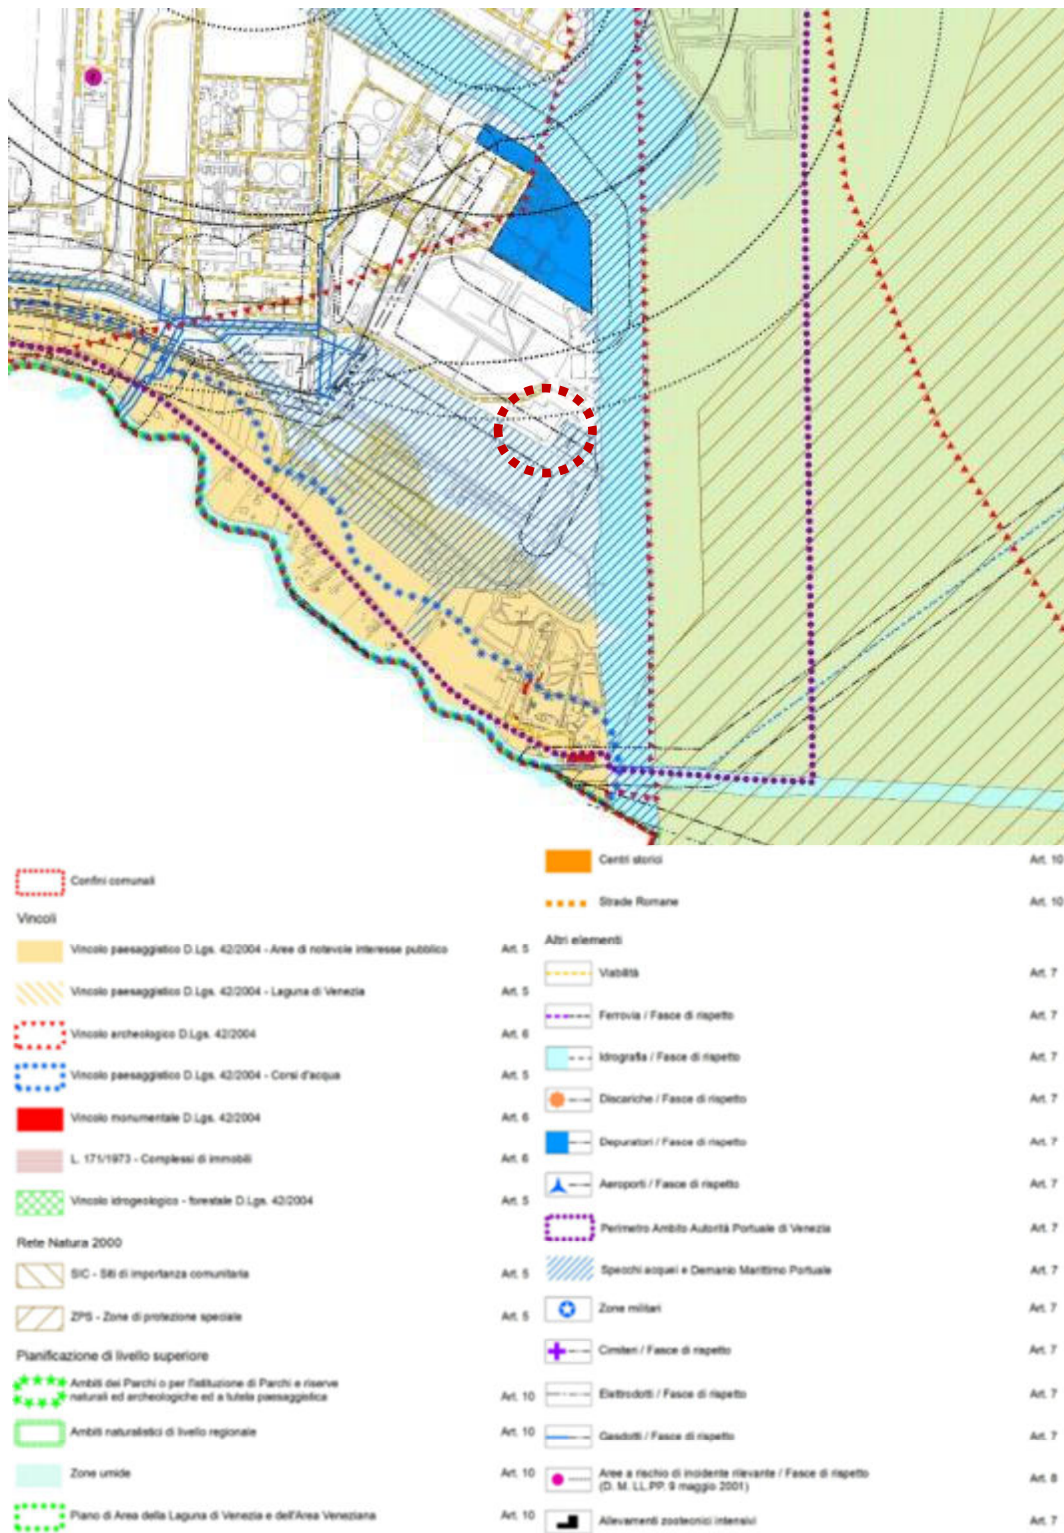 Confini comunali
Vincoli
Vincolo paesaggistico D.Lgs. 42/2004 - Aree di notevole interesse pubblico Art. 5
Vincolo paesaggistico D.Lgs. 42/2004 - Laguna di Venezia Art. 5
Vincolo archeologico D.Lgs. 42/2004 Art. 6
Vincolo paesaggistico D.Lgs. 42/2004 - Corsi d'acqua Art. 5
Vincolo monumentale D.Lgs. 42/2004 Art. 6
L. 171/1973 - Complessi di immobili Art. 6
Vincolo idrogeologico - forestale D.Lgs. 42/2004 Art. 5
Rete Natura 2000
SIC - Siti di importanza comunitaria Art. 5
ZPS - Zone di protezione speciale Art. 5
Pianificazione di livello superiore
Ambiti dei Parchi o per l'istituzione di Parchi e riserve
naturali ed archeologiche ed a tutela paesaggistica Art. 10
Ambiti naturalistici di livello regionale Art. 10
Zone umide Art. 10
Piano di Area della Laguna di Venezia e dell'Area Veneziana Art. 10
Centri storici Art. 10
Strade Romane Art. 10
Altri elementi
Viabilità Art. 7
Ferrovia / Fasce di rispetto Art. 7
Idrografia / Fasce di rispetto Art. 7
Discariche / Fasce di rispetto Art. 7
Depuratori / Fasce di rispetto Art. 7
Aeroporti / Fasce di rispetto Art. 7
Perimetro Ambito Autorità Portuale di Venezia Art. 7
Specchi acquei e Demanio Marittimo Portuale Art. 7
Zone militari Art. 7
Cimiteri / Fasce di rispetto Art. 7
Elettrodotti / Fasce di rispetto Art. 7
Gasdotti / Fasce di rispetto Art. 7
Aree a rischio di incidente rilevante / Fasce di rispetto
(D. M. LL.PP. 9 maggio 2001) Art. 8
Allevamenti zootecnici intensivi Art. 7